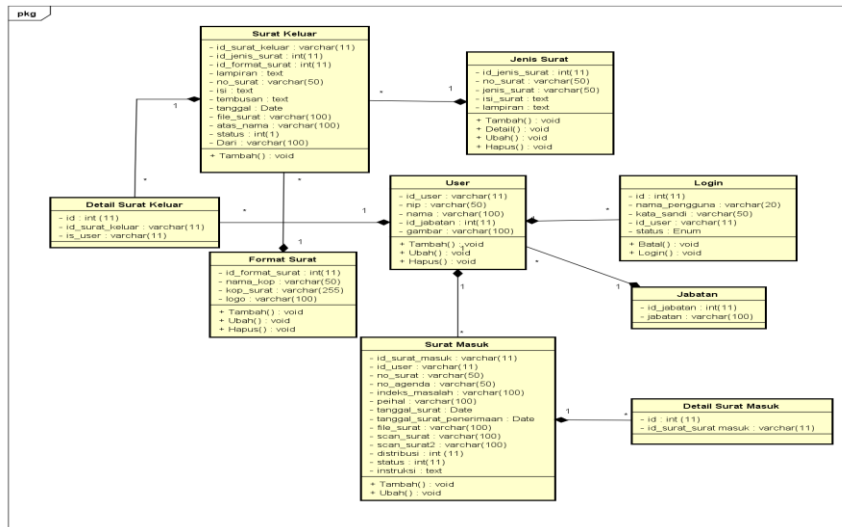 pkg
Surat Keluar
- id_surat_keluar : varchar(11)
- id_jenis_surat : int(11)
- id_format_surat : int(11)
- lampiran : text
- no_surat : varchar(50)
- isi : text
- tembusan : text
- tanggal : Date
- file_surat : varchar(100)
- atas_nama : varchar(100)
- status : int(1)
- Dari : varchar(100)
+ Tambah() : void
Jenis Surat
- id_jenis_surat : int(11)
- no_surat : varchar(50)
- jenis_surat : varchar(50)
- isi_surat : text
- lampiran : text
+ Tambah() : void
+ Detail() : void
+ Ubah() : void
+ Hapus() : void
* 1
1
*
*
1
Detail Surat Keluar
- id : int (11)
- id_surat_keluar : varchar(11)
- is_user : varchar(11)
* 1
User
- id_user : varchar(11)
- nip : varchar(50)
- nama : varchar(100)
- id_jabatan : int(11)
- gambar : varchar(100)
+ Tambah() : void
+ Ubah() : void
+ Hapus() : void
1
*
Login
- id : int(11)
- nama_pengguna : varchar(20)
- kata_sandi : varchar(50)
- id_user : varchar(11)
- status : Enum
+ Batal() : void
+ Login() : void
Format Surat
- id_format_surat : int(11)
- nama_kop : varchar(50)
- kop_surat : varchar(255)
- logo : varchar(100)
+ Tambah() : void
+ Ubah() : void
+ Hapus() : void
*
1
Jabatan
- id_jabatan : int(11)
- jabatan : varchar(100)
1
*
Surat Masuk
- id_surat_masuk : varchar(11)
- id_user : varchar(11)
- no_surat : varchar(50)
- no_agenda : varchar(50)
- indeks_masalah : varchar(100)
- peihal : varchar(100)
- tanggal_surat : Date
- tanggal_surat_penerimaan : Date
- file_surat : varchar(100)
- scan_surat : varchar(100)
- scan_surat2 : varchar(100)
- distribusi : int (11)
- status : int(11)
- instruksi : text
+ Tambah() : void
+ Ubah() : void
1 *
Detail Surat Masuk
- id : int (11)
- id_surat_surat masuk : varchar(11)